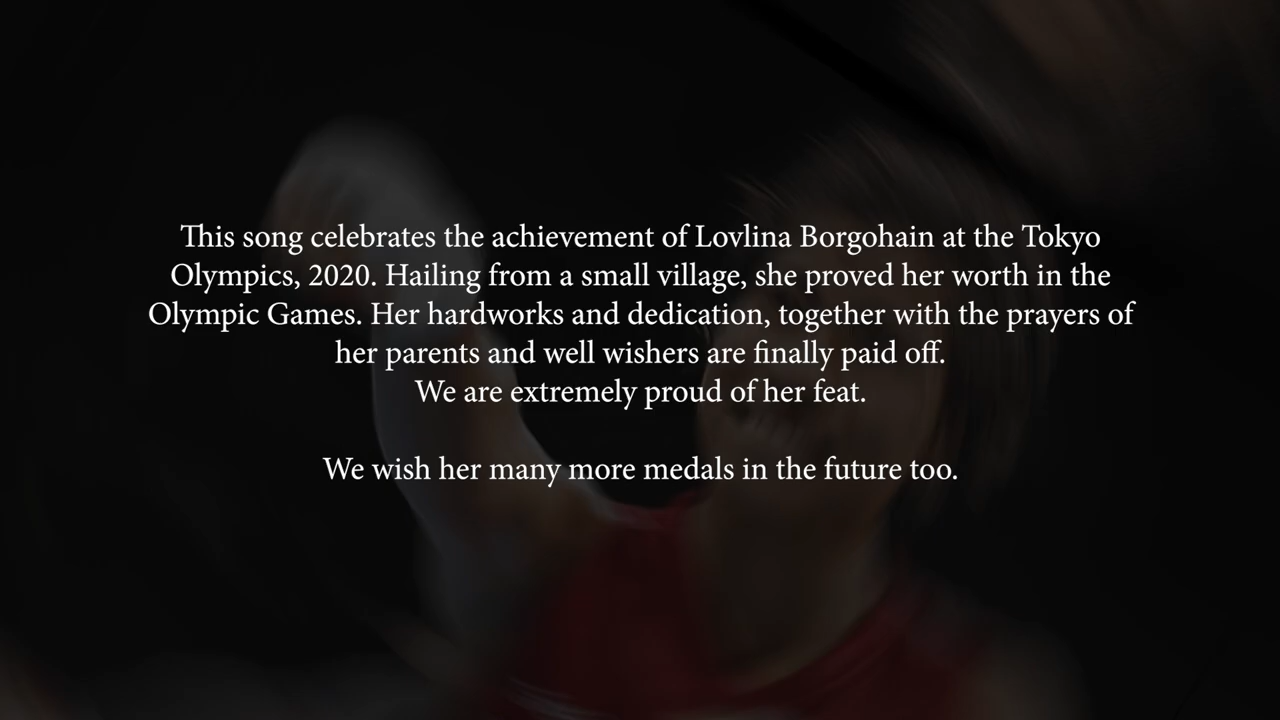 This song celebrates the achievement of Lovlina Borgohain at the Tokyo
Olympics, 2020. Hailing from a small village, she proved her worth in the
Olympic Games. Her hardworks and dedication, together with the prayers of
her parents and well wishers are finally paid off.
We are extremely proud of her feat.
We wish her many more medals in the future too.